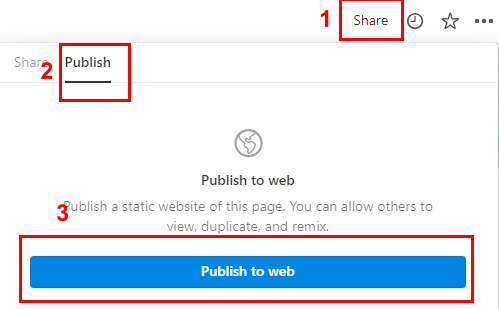 1 Share
2 Share Publish
Publish to web
3 Publish a static website of this page. You can allow others to
view, duplicate, and remix.
Publish to web